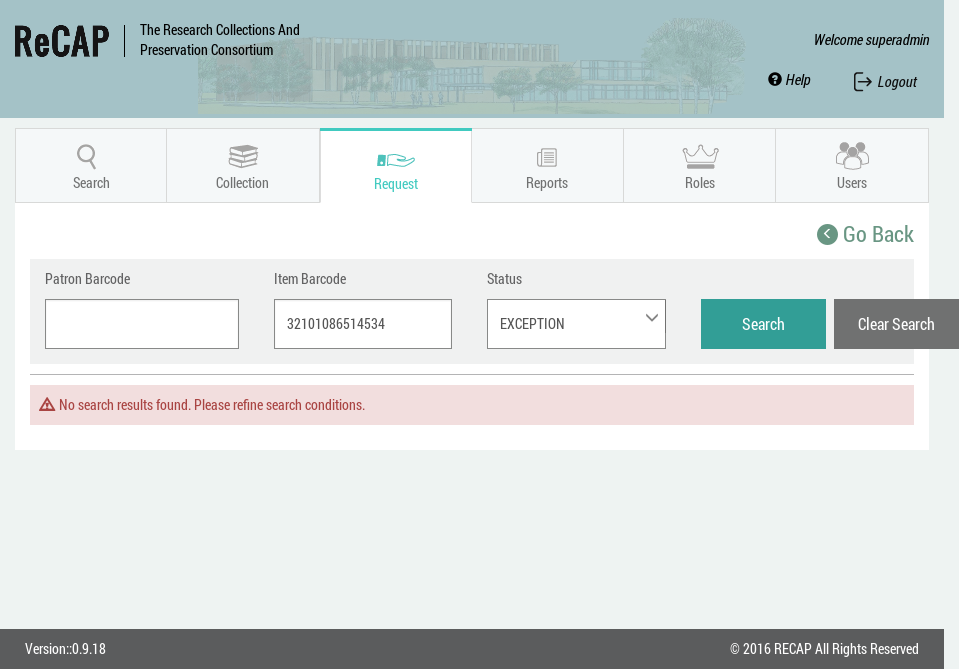 ReCAP
The Research Collections And
Preservation Consortium
Welcome superadmin
Help
Logout
Search
Collection
Request
Reports
Roles
Users
Go Back
Patron Barcode
Item Barcode
Status
32101086514534
EXCEPTION
Search
Clear Search
No search results found. Please refine search conditions.
Version::0.9.18
© 2016 RECAP All Rights Reserved